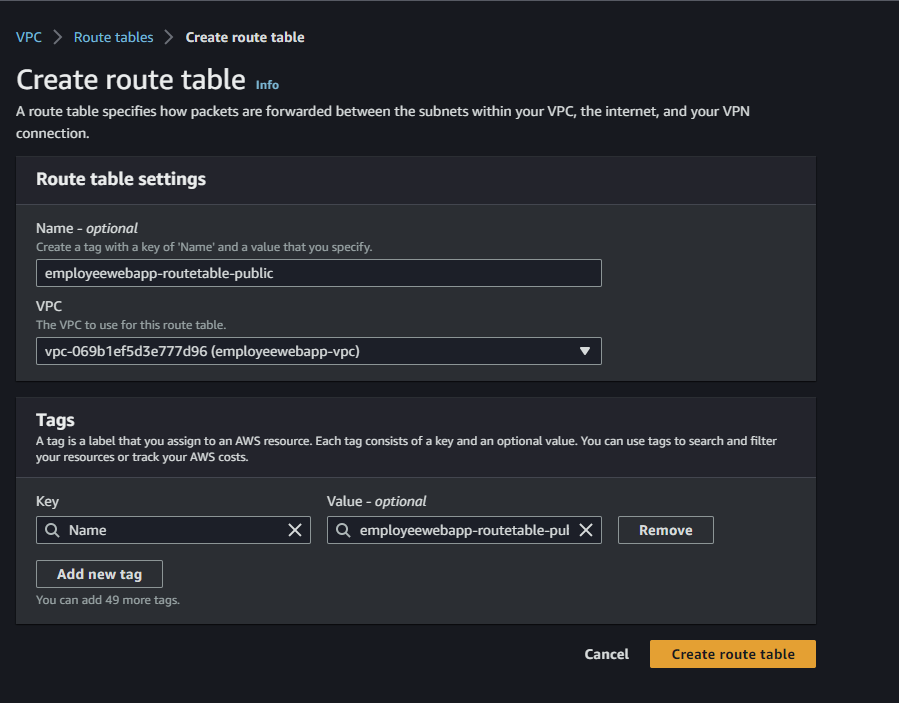 VPC > Route tables > Create route table
Create route table Info
A route table specifies how packets are forwarded between the subnets within your VPC, the internet, and your VPN
connection.
Route table settings
Name - optional
Create a tag with a key of 'Name' and a value that you specify.
employeewebapp-routetable-public
VPC
The VPC to use for this route table.
vpc-069b1ef5d3e777d96 (employeewebapp-vpc)
Tags
A tag is a label that you assign to an AWS resource. Each tag consists of a key and an optional value. You can use tags to search and filter
your resources or track your AWS costs.
Key Value - optional
Name employeewebapp-routetable-pul Remove
Add new tag
You can add 49 more tags.
Cancel Create route table